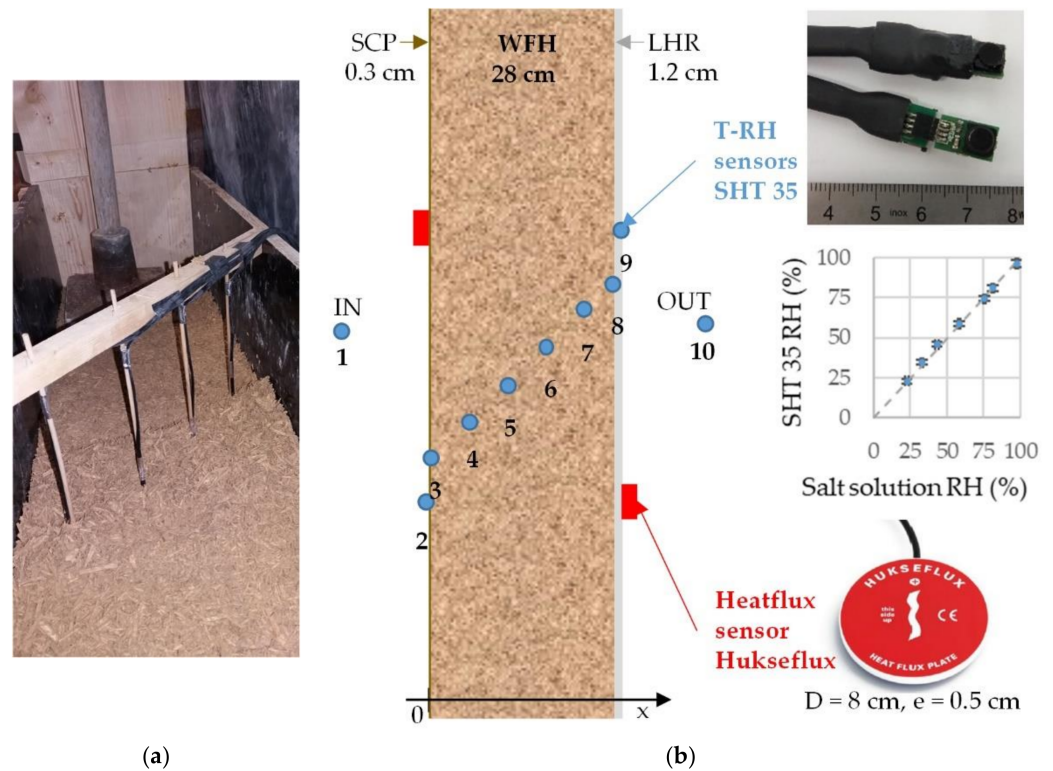 SCP
0.3 cm
WFH
28 cm
LHR
1.2 cm
T-RH
sensors
SHT 35
4 5 inox 6 7 8
IN
1
2
3
4
5
6
7
8
9
OUT
10
SHT 35 RH (%)
100
75
50
25
0
0 25 50 75 100
Salt solution RH (%)
Heatflux
sensor
Hukseflux
HUKSEFLUX
this
side
up
CE
HEAT FLUX PLATE
D = 8 cm, e = 0.5 cm
0
x
(a)
(b)